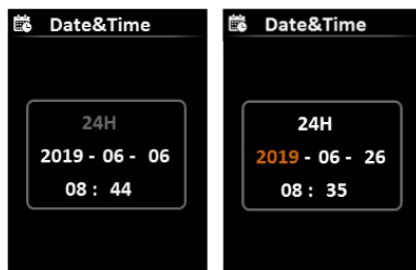 Date&Time
24H
2019 - 06 - 06
08 : 44
Date&Time
24H
2019 - 06 - 26
08 : 35